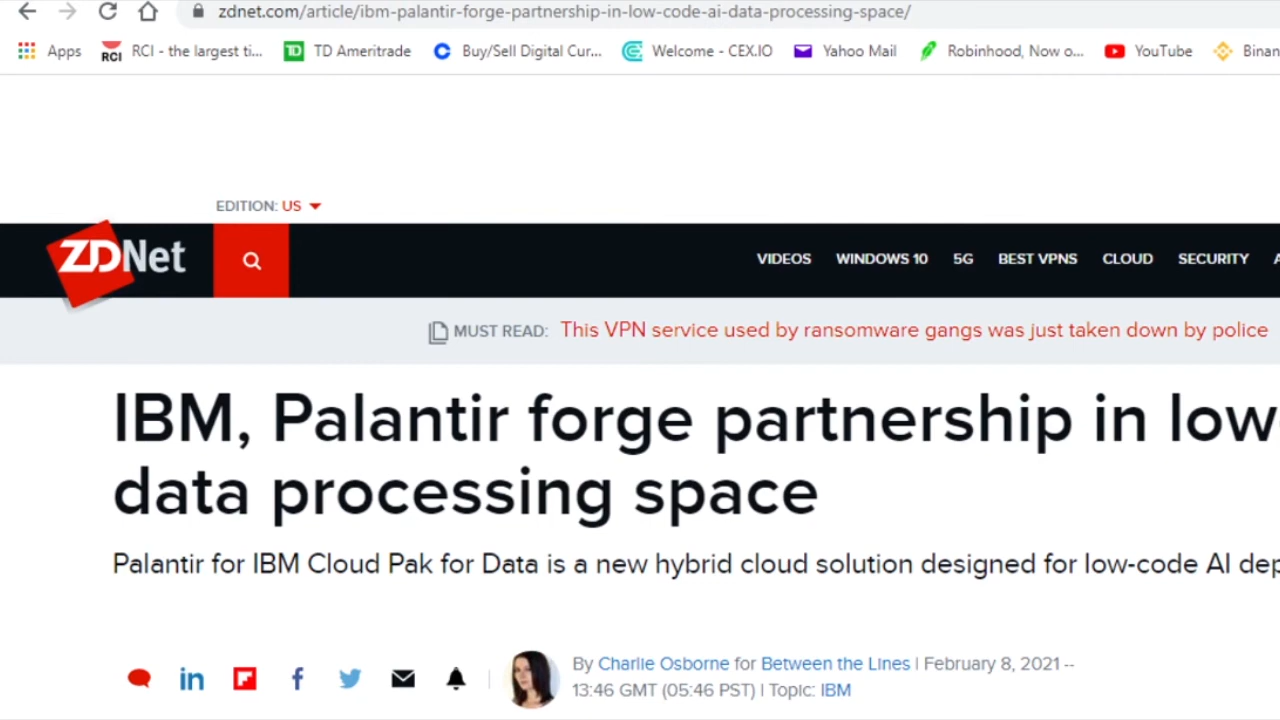 zdnet.com/article/ibm-palantir-forge-partnership-in-low-code-ai-data-processing-space/
Apps RCI RCI - the largest ti... TD TD Ameritrade Buy/Sell Digital Cur... Welcome - CEX.IO Yahoo Mail Robinhood, Now o... YouTube Binan
EDITION: US
ZDNet VIDEOS WINDOWS 10 5G BEST VPNS CLOUD SECURITY A
MUST READ: This VPN service used by ransomware gangs was just taken down by police
IBM, Palantir forge partnership in low-
data processing space
Palantir for IBM Cloud Pak for Data is a new hybrid cloud solution designed for low-code AI dep
in f By Charlie Osborne for Between the Lines | February 8, 2021 --
13:46 GMT (05:46 PST) | Topic: IBM